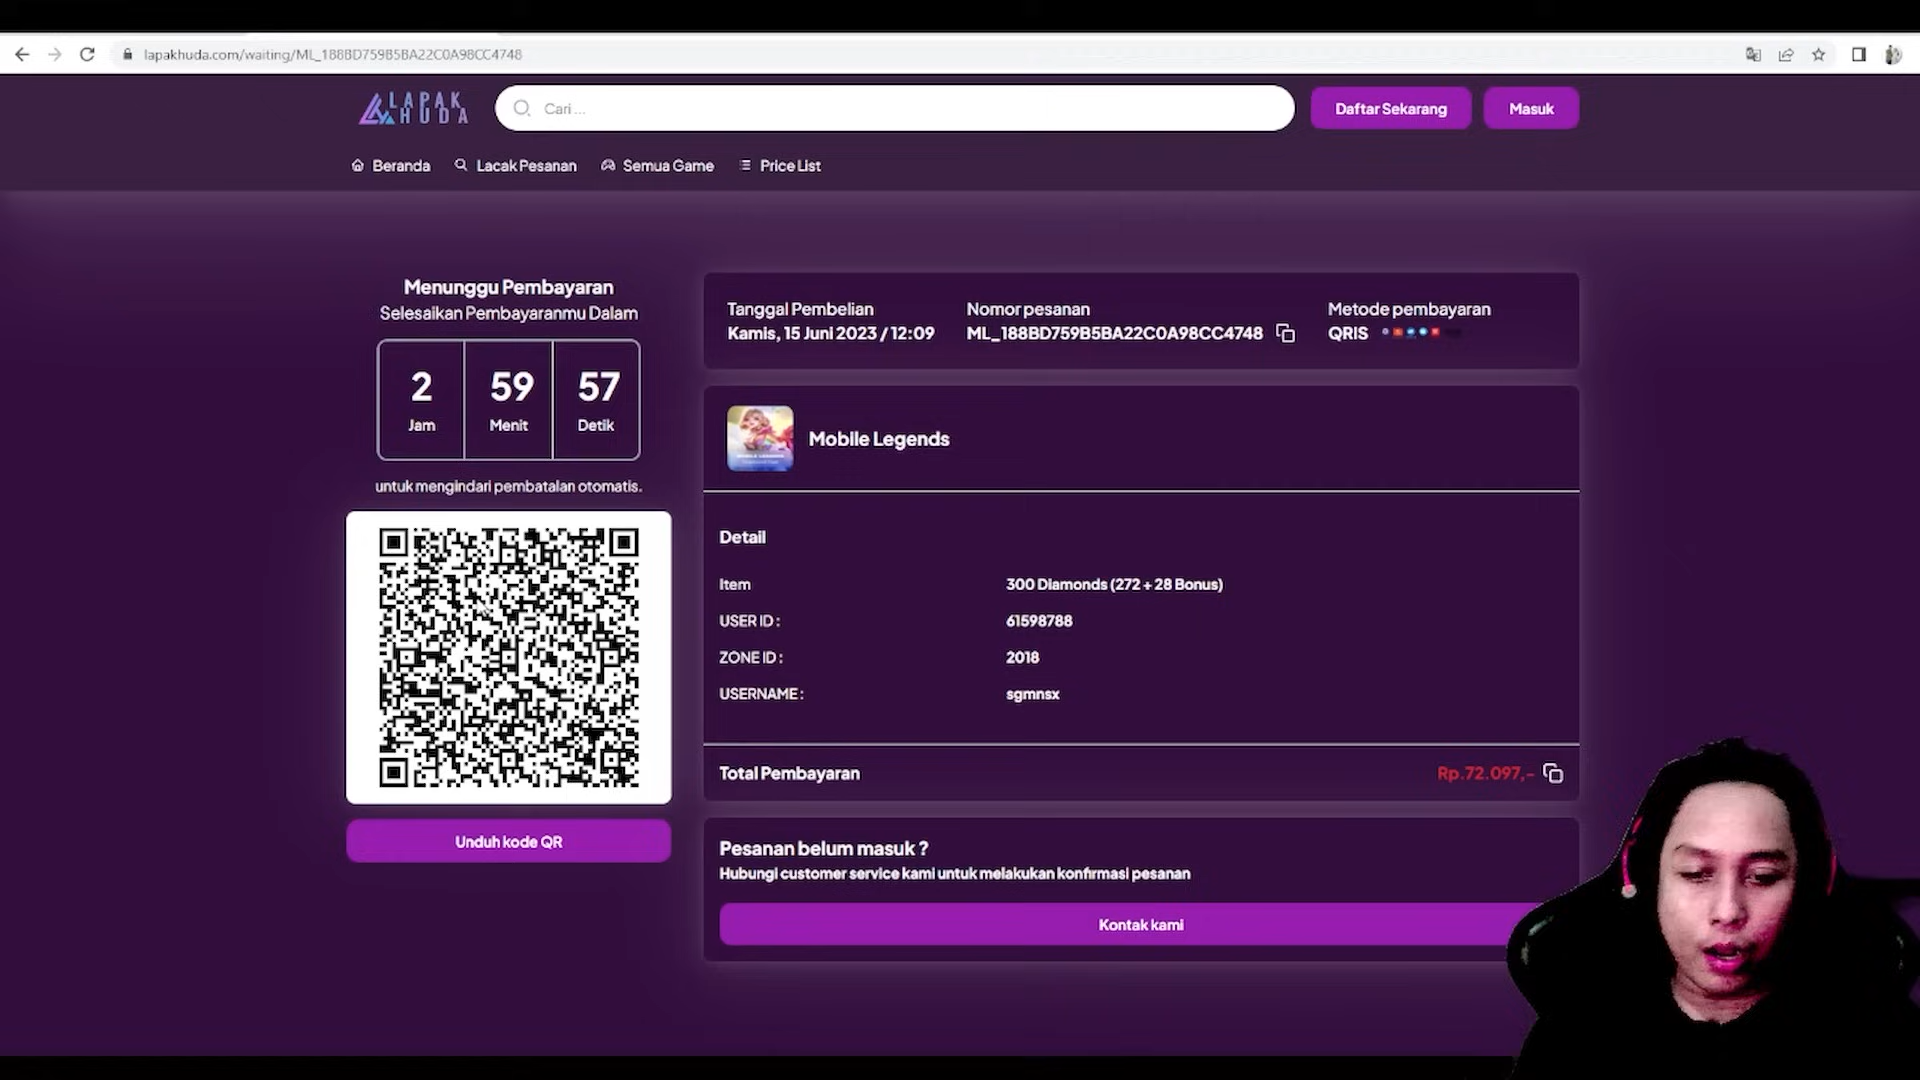 lapakhuda.com/waiting/ML_188BD759B5BA22C0A98CC4748
LAPAK
HUDA
Cari ...
Daftar Sekarang
Masuk
Beranda
Lacak Pesanan
Semua Game
Price List
Menunggu Pembayaran
Selesaikan Pembayaranmu Dalam
2 59 57
Jam Menit Detik
untuk mengindari pembatalan otomatis.
Unduh kode QR
Tanggal Pembelian
Kamis, 15 Juni 2023 / 12:09
Nomor pesanan
ML_188BD759B5BA22C0A98CC4748
Metode pembayaran
QRIS
Mobile Legends
Detail
Item 300 Diamonds (272 + 28 Bonus)
USER ID : 61598788
ZONE ID : 2018
USERNAME : sgmnsx
Total Pembayaran Rp.72.097,-
Pesanan belum masuk ?
Hubungi customer service kami untuk melakukan konfirmasi pesanan
Kontak kami